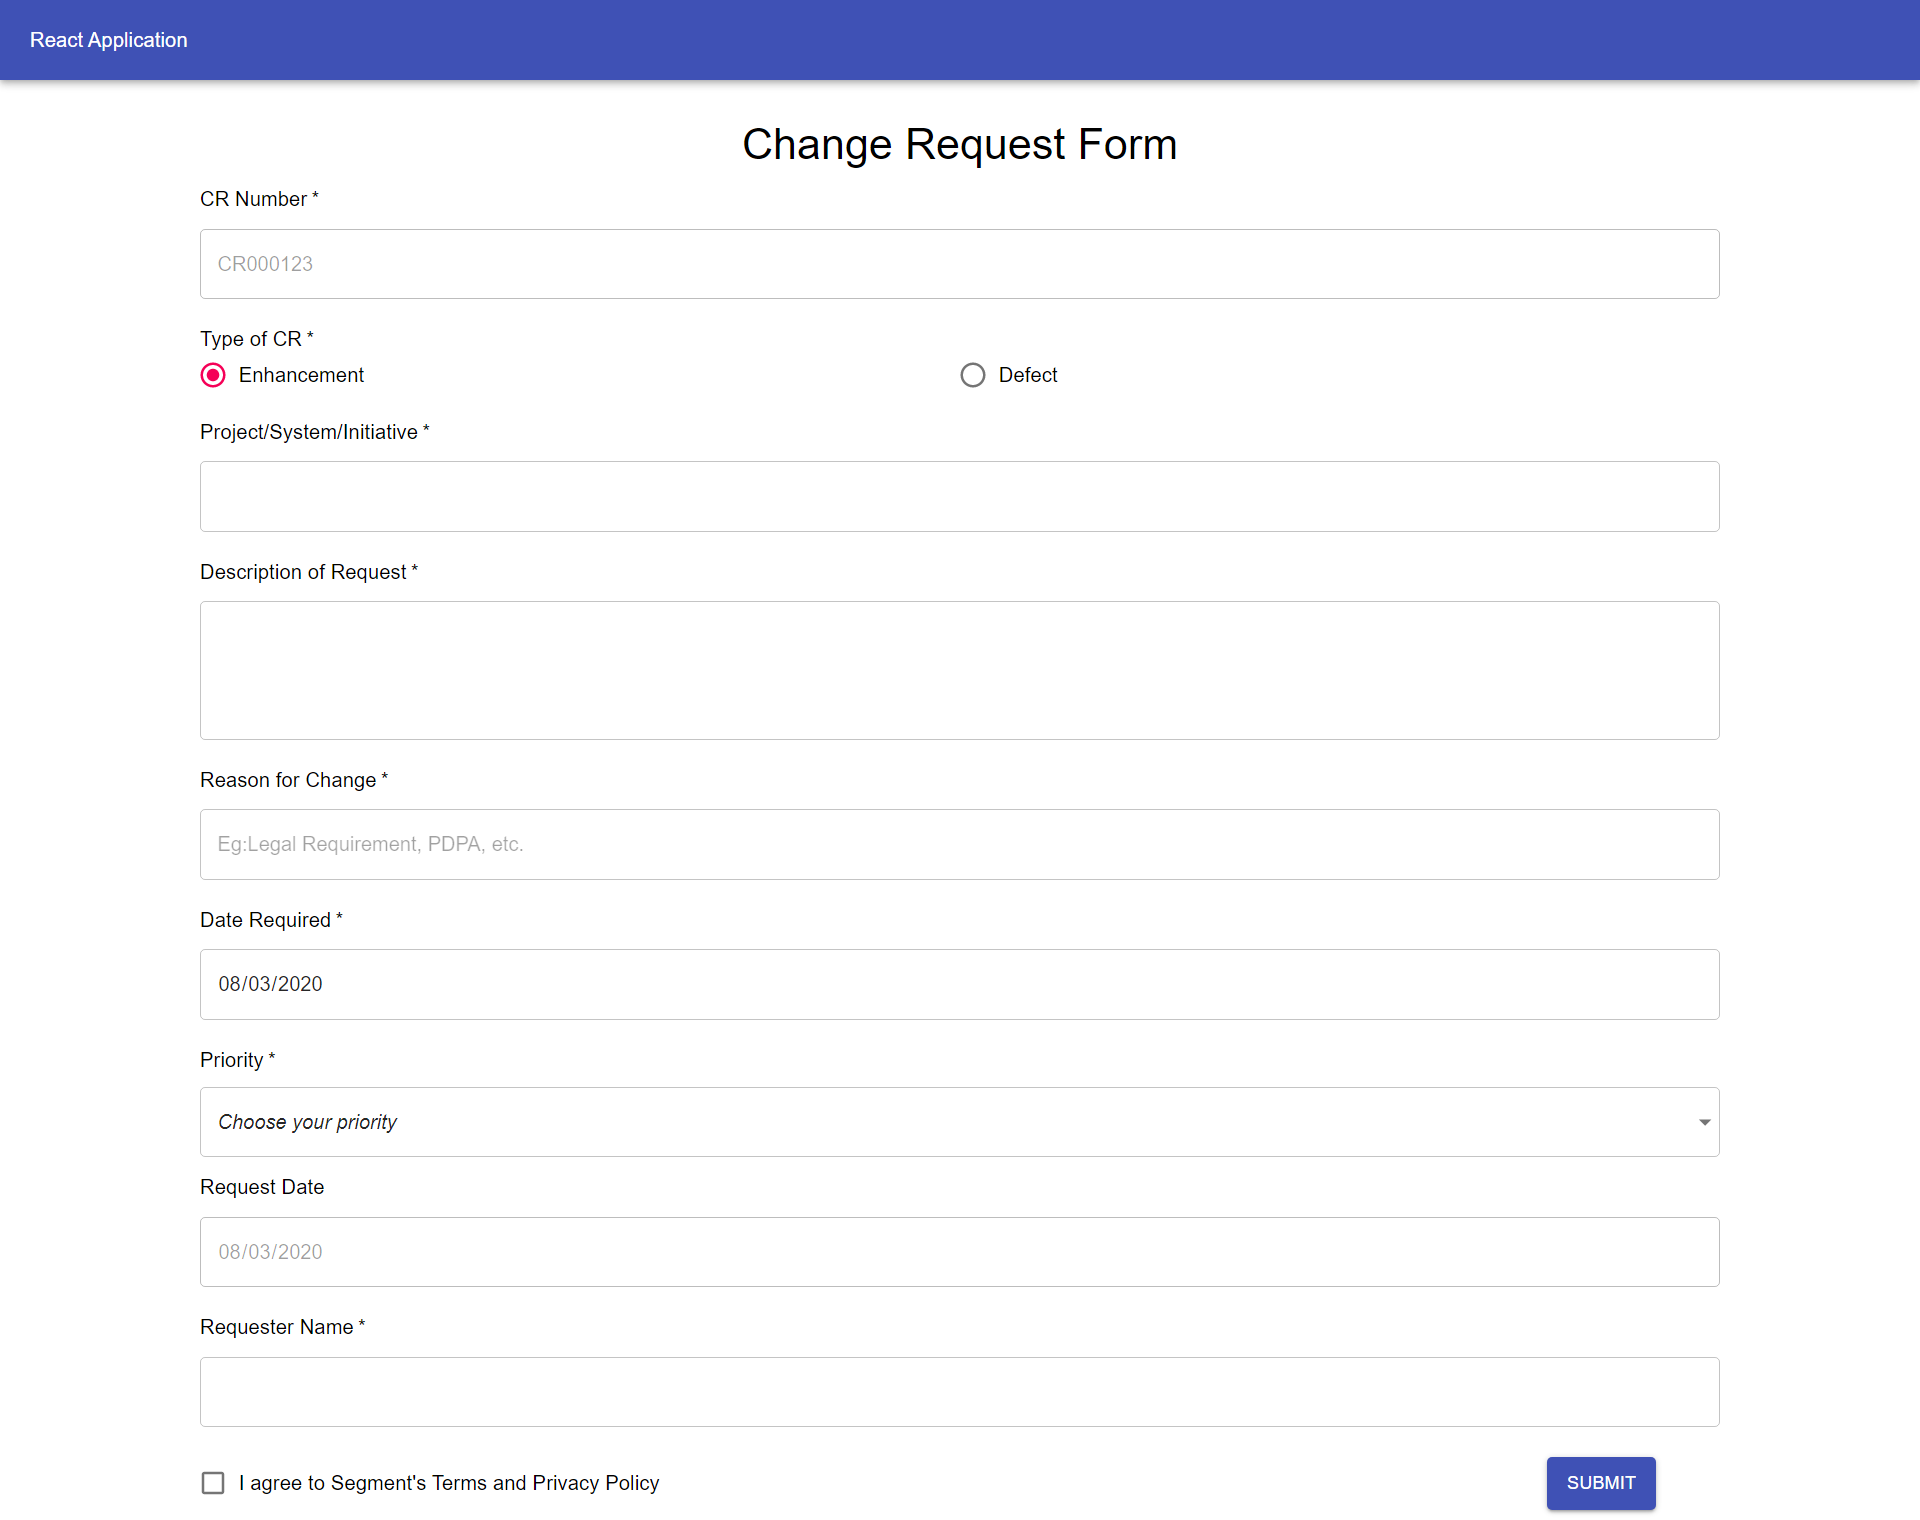 React Application
Change Request Form
CR Number *
CR000123
Type of CR *
Enhancement
Defect
Project/System/Initiative *
Description of Request *
Reason for Change *
Eg:Legal Requirement, PDPA, etc.
Date Required *
08/03/2020
Priority *
Choose your priority
Request Date
08/03/2020
Requester Name *
I agree to Segment's Terms and Privacy Policy
SUBMIT